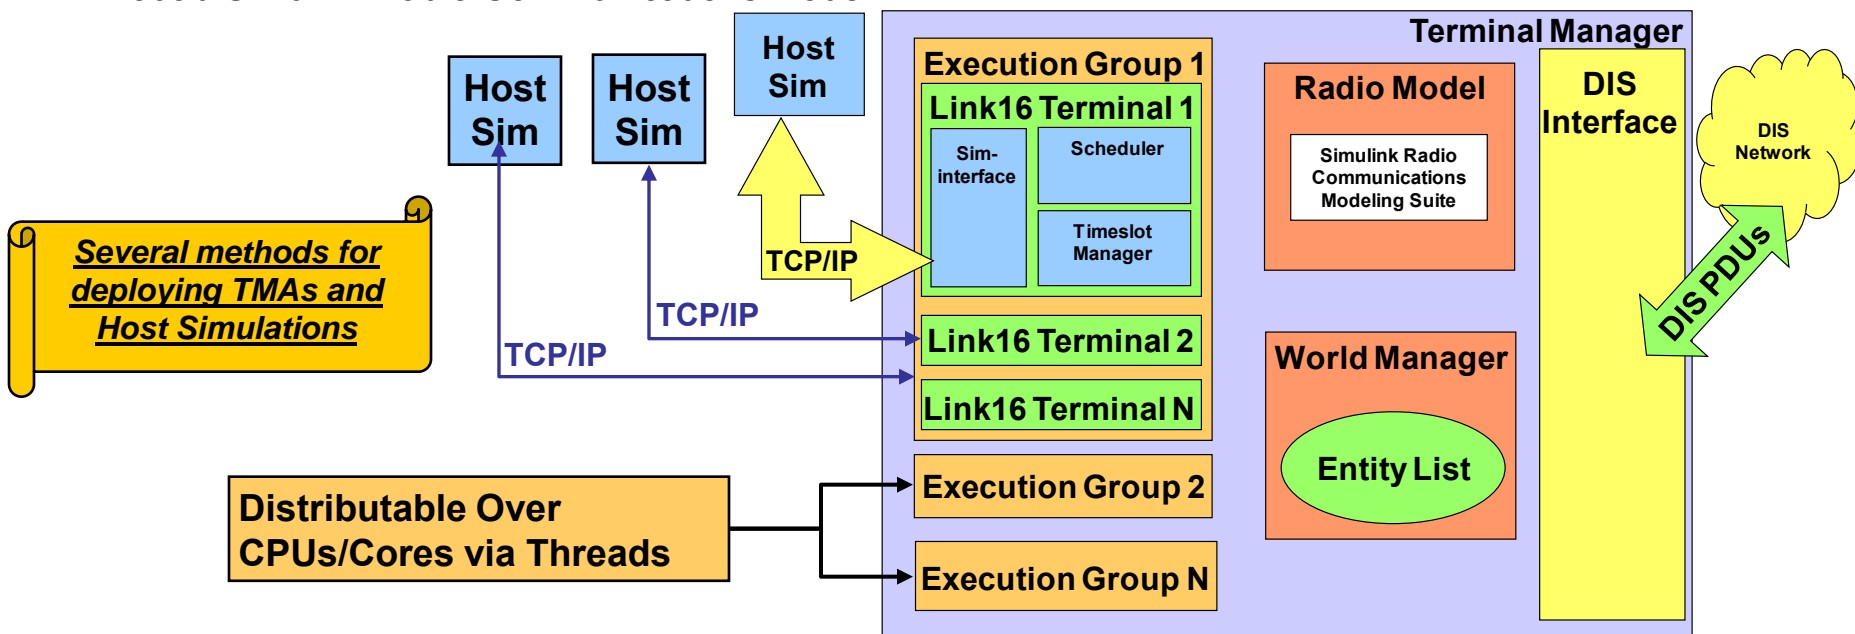 Host
Sim
Host
Sim
Host
Sim
Terminal Manager
Execution Group 1
Link16 Terminal 1
Sim-
interface
Scheduler
Timeslot
Manager
Radio Model
Simulink Radio
Communications
Modeling Suite
DIS
Interface
DIS
Network
DIS PDUs
Several methods for
deploying TMAs and
Host Simulations
TCP/IP
TCP/IP
TCP/IP
Link16 Terminal 2
Link16 Terminal N
World Manager
Entity List
Distributable Over
CPUs/Cores via Threads
Execution Group 2
Execution Group N